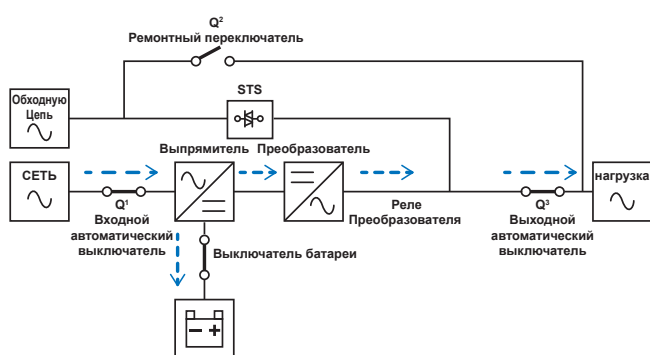 Q²
Ремонтный переключатель
STS
Обходную
Цепь
Выпрямитель Преобразователь
СЕТЬ
нагрузка
Q¹
Входной
автоматический
выключатель
Реле
Преобразователя
Q³
Выходной
автоматический
выключатель
Выключатель батареи